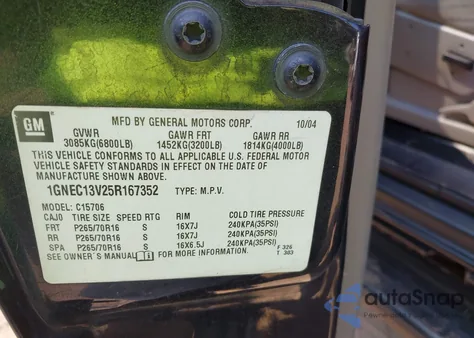 GM
MFD BY GENERAL MOTORS CORP. 10/04
GVWR GAWR FRT GAWR RR
3085KG(6800LB) 1452KG(3200LB) 1814KG(4000LB)
THIS VEHICLE CONFORMS TO ALL APPLICABLE U.S. FEDERAL MOTOR
VEHICLE SAFETY STANDARDS IN EFFECT ON THE DATE OF
MANUFACTURE SHOWN ABOVE.
1GNEC13V25R167352 TYPE: M.P.V.
MODEL: C15706
CAJ0 TIRE SIZE SPEED RTG RIM COLD TIRE PRESSURE
FRT P265/70R16 S 16X7J 240KPA(35PSI)
RR P265/70R16 S 16X7J 240KPA(35PSI)
SPA P265/70R16 S 16X6.5J 240KPA(35PSI)
SEE OWNER'S MANUAL FOR MORE INFORMATION. F 326
T 303
autoSnap